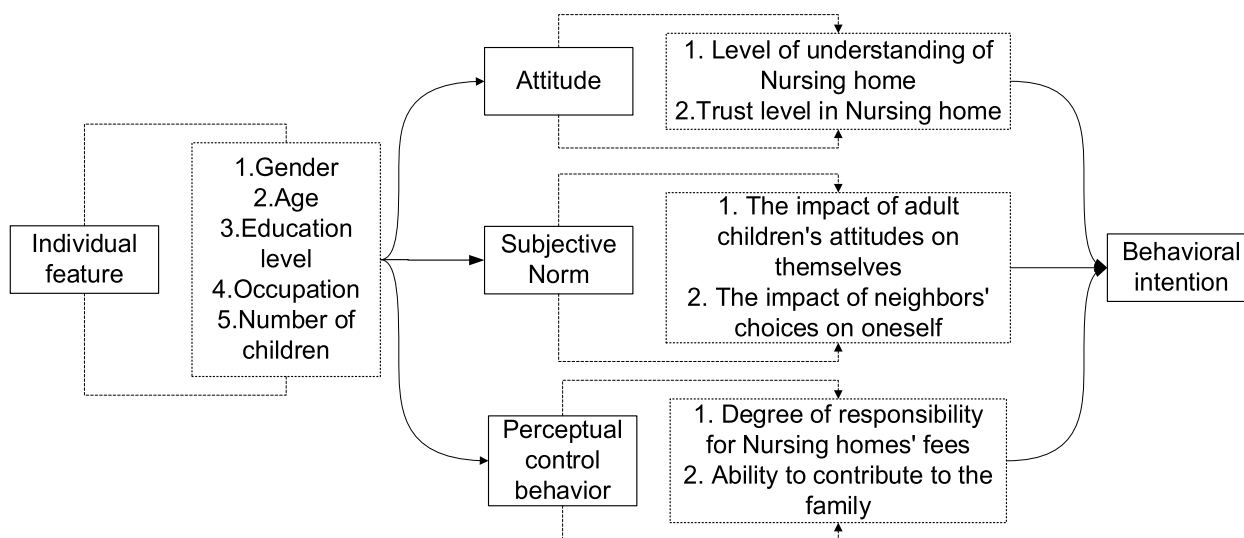 Individual
feature
1.Gender
2.Age
3.Education
level
4.Occupation
5.Number of
children
Attitude
1. Level of understanding of
Nursing home
2.Trust level in Nursing home
Subjective
Norm
1. The impact of adult
children's attitudes on
themselves
2. The impact of neighbors'
choices on oneself
Perceptual
control
behavior
1. Degree of responsibility
for Nursing homes' fees
2. Ability to contribute to the
family
Behavioral
intention